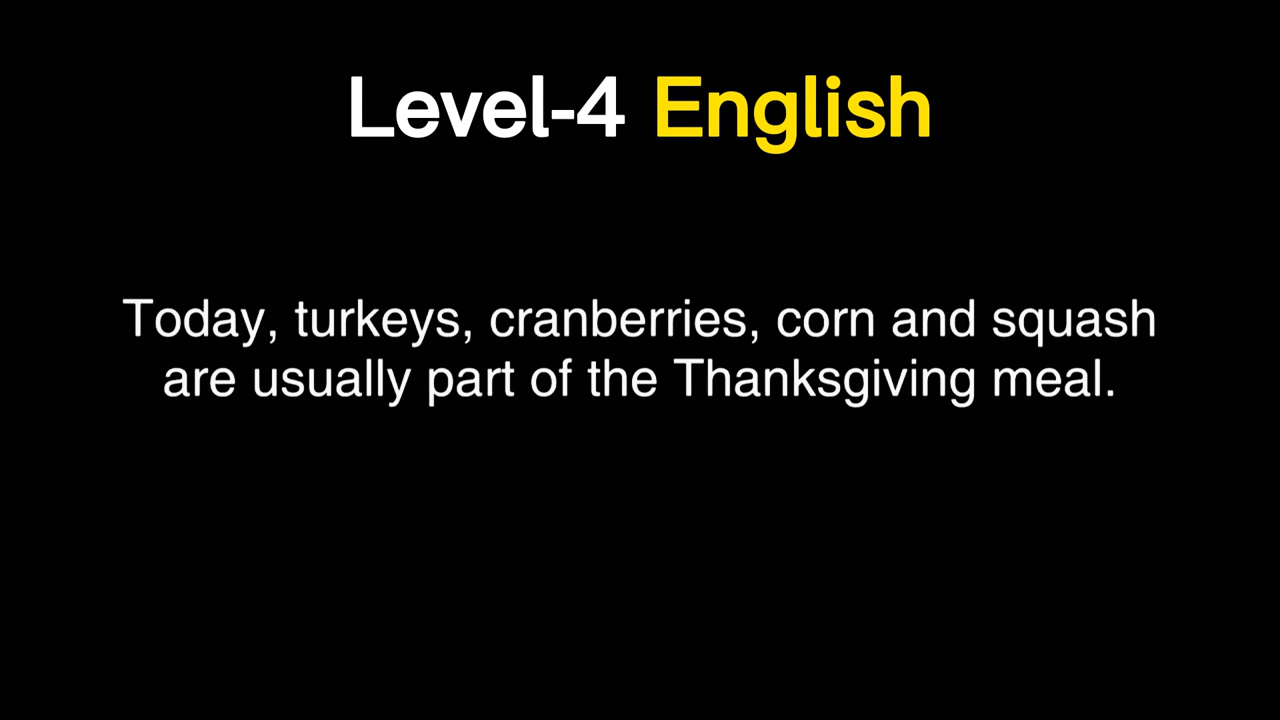 Level-4 English
Today, turkeys, cranberries, corn and squash
are usually part of the Thanksgiving meal.